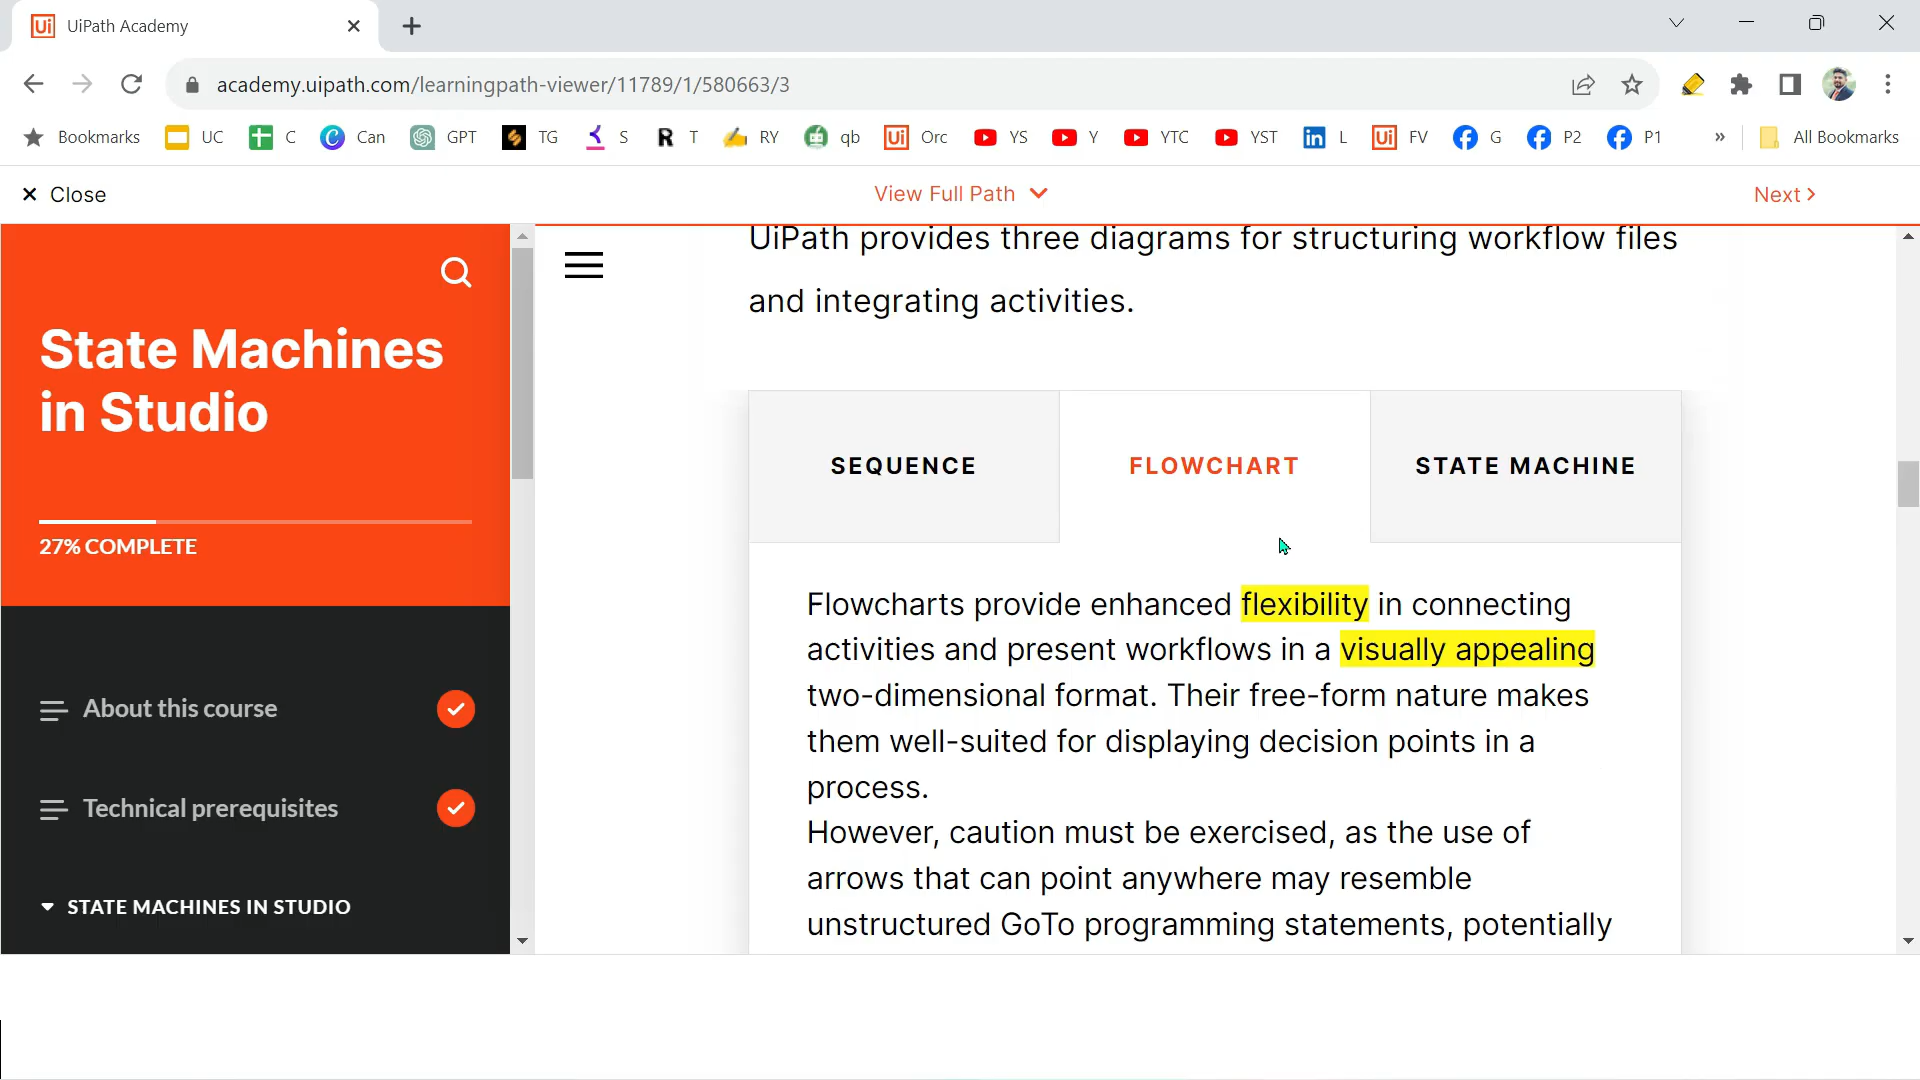 UiPath Academy
academy.uipath.com/learningpath-viewer/11789/1/580663/3
Bookmarks UC C Can GPT TG S T RY qb Orc YS Y YTC YST L FV G P2 P1 » All Bookmarks
Close View Full Path Next
State Machines
in Studio
27% COMPLETE
About this course
Technical prerequisites
STATE MACHINES IN STUDIO
UiPath provides three diagrams for structuring workflow files
and integrating activities.
SEQUENCE FLOWCHART STATE MACHINE
Flowcharts provide enhanced flexibility in connecting
activities and present workflows in a visually appealing
two-dimensional format. Their free-form nature makes
them well-suited for displaying decision points in a
process.
However, caution must be exercised, as the use of
arrows that can point anywhere may resemble
unstructured GoTo programming statements, potentially